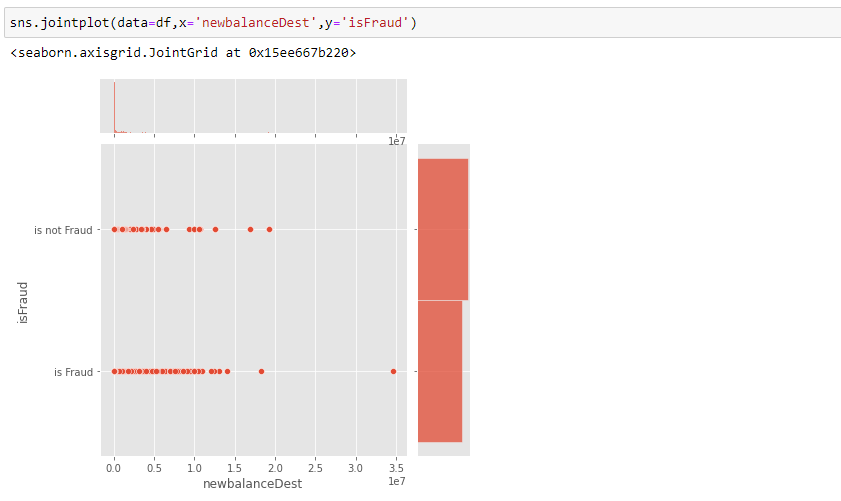 sns.jointplot(data=df,x='newbalanceDest',y='isFraud')
<seaborn.axisgrid.JointGrid at 0x15ee667b220>
1e7
is not Fraud
isFraud
is Fraud
0.0 0.5 1.0 1.5 2.0 2.5 3.0 3.5
newbalanceDest
1e7